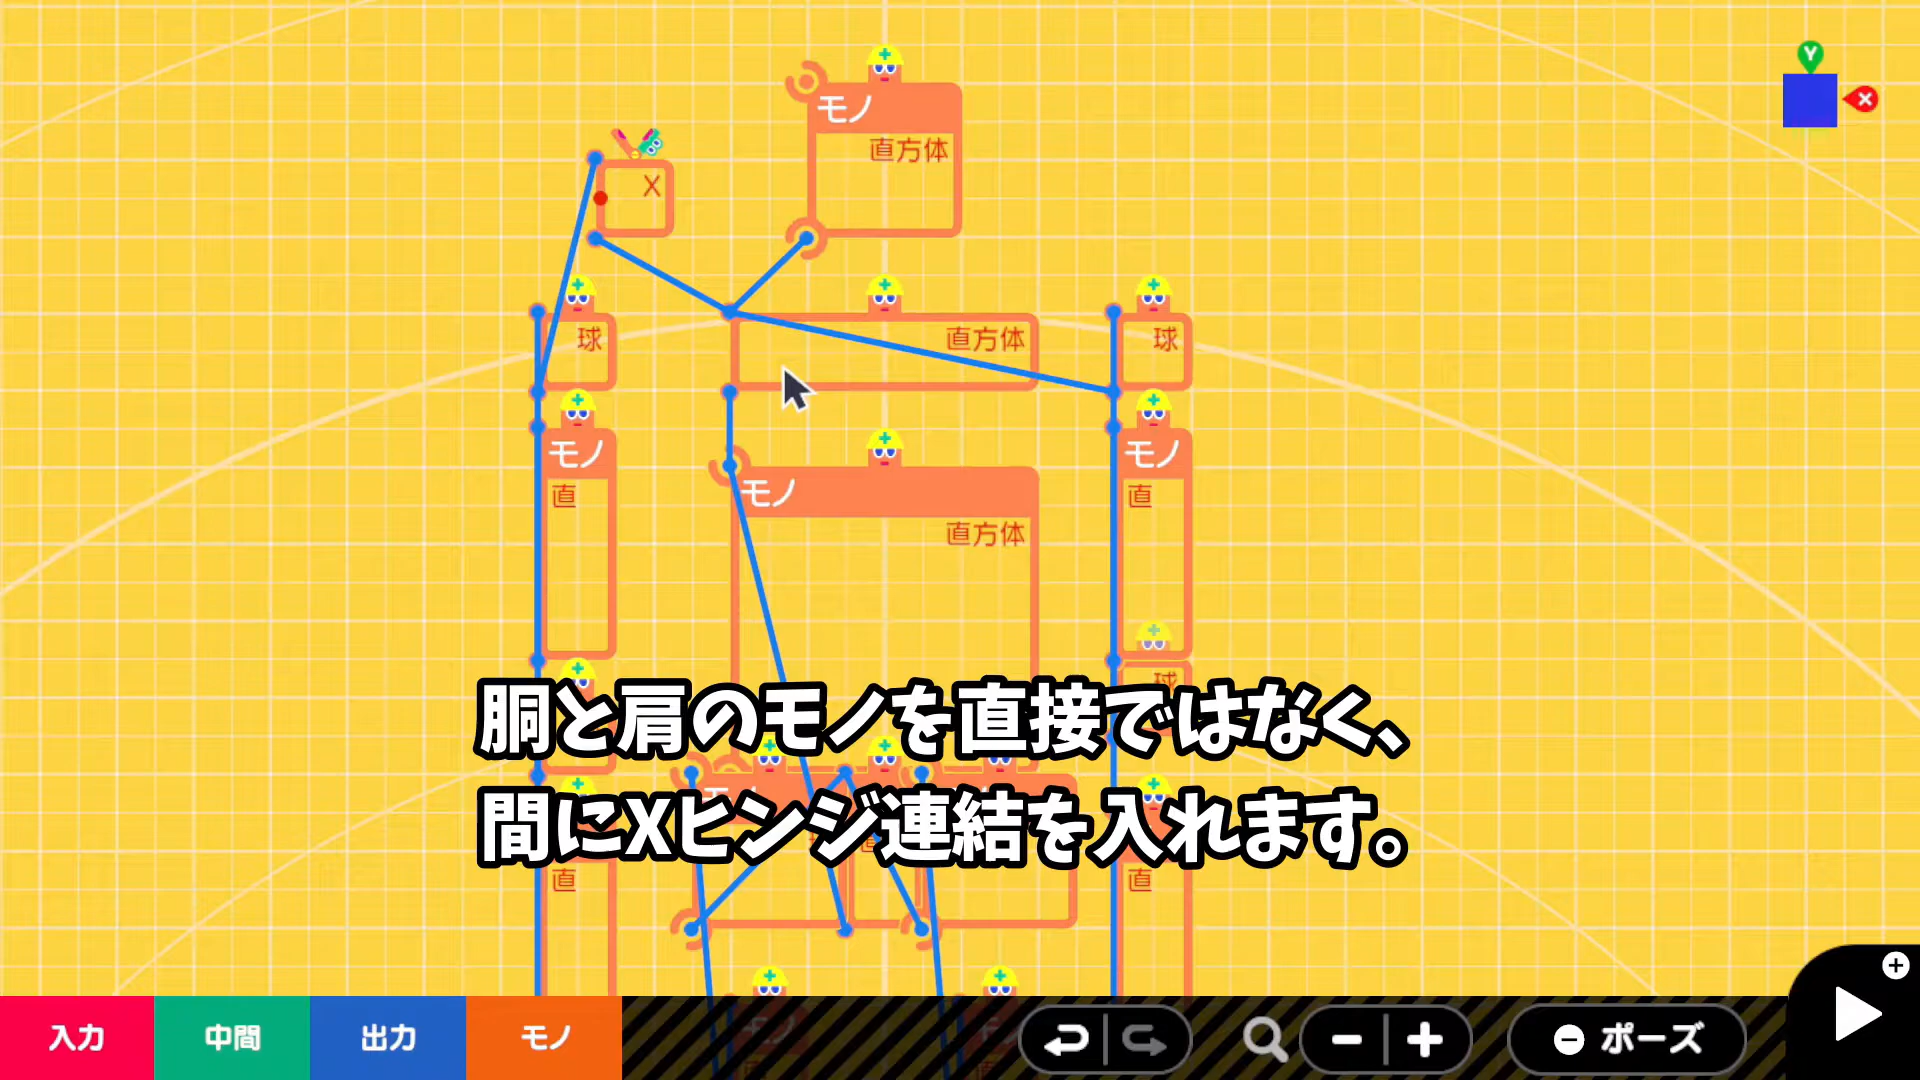 Y
X
モノ
直方体
X
球
直方体
球
モノ
直
モノ
直方体
モノ
直
球
胴と肩のモノを直接ではなく、
間にXヒンジ連結を入れます。
直
直
入力
中間
出力
モノ
ポーズ